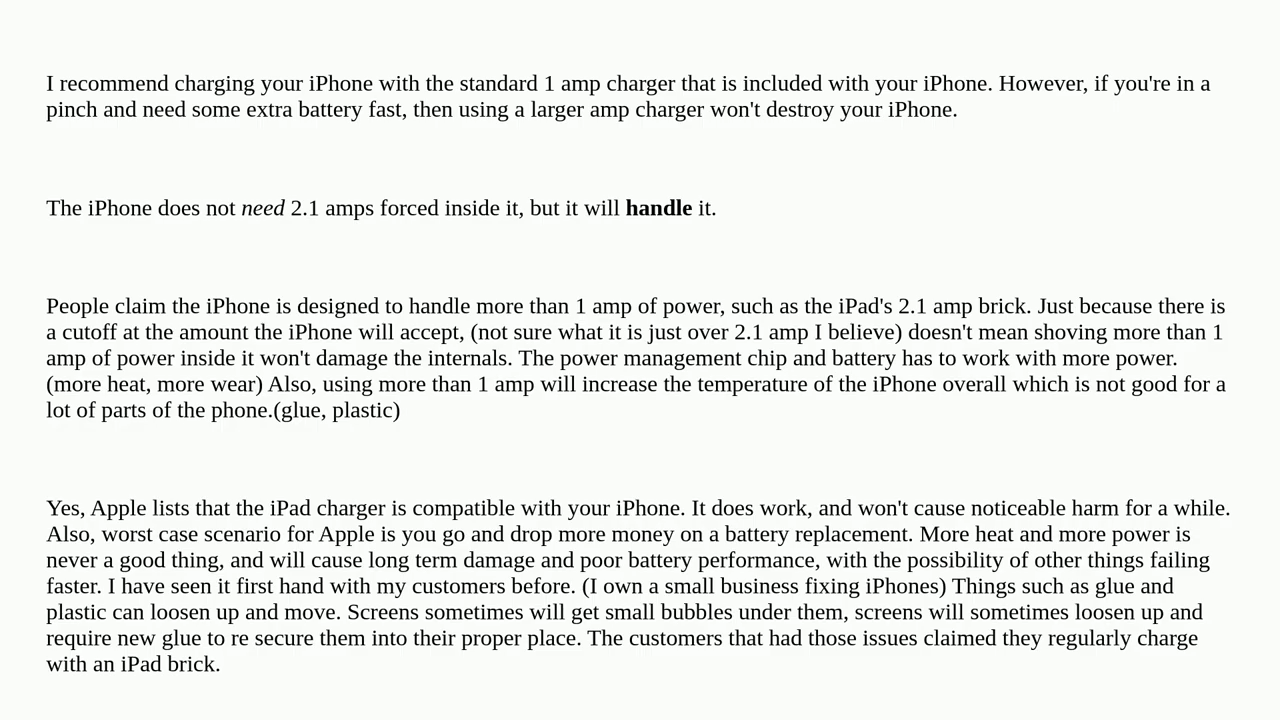 I recommend charging your iPhone with the standard 1 amp charger that is included with your iPhone. However, if you're in a
pinch and need some extra battery fast, then using a larger amp charger won't destroy your iPhone.
The iPhone does not need 2.1 amps forced inside it, but it will handle it.
People claim the iPhone is designed to handle more than 1 amp of power, such as the iPad's 2.1 amp brick. Just because there is
a cutoff at the amount the iPhone will accept, (not sure what it is just over 2.1 amp I believe) doesn't mean shoving more than 1
amp of power inside it won't damage the internals. The power management chip and battery has to work with more power.
(more heat, more wear) Also, using more than 1 amp will increase the temperature of the iPhone overall which is not good for a
lot of parts of the phone.(glue, plastic)
Yes, Apple lists that the iPad charger is compatible with your iPhone. It does work, and won't cause noticeable harm for a while.
Also, worst case scenario for Apple is you go and drop more money on a battery replacement. More heat and more power is
never a good thing, and will cause long term damage and poor battery performance, with the possibility of other things failing
faster. I have seen it first hand with my customers before. (I own a small business fixing iPhones) Things such as glue and
plastic can loosen up and move. Screens sometimes will get small bubbles under them, screens will sometimes loosen up and
require new glue to re secure them into their proper place. The customers that had those issues claimed they regularly charge
with an iPad brick.